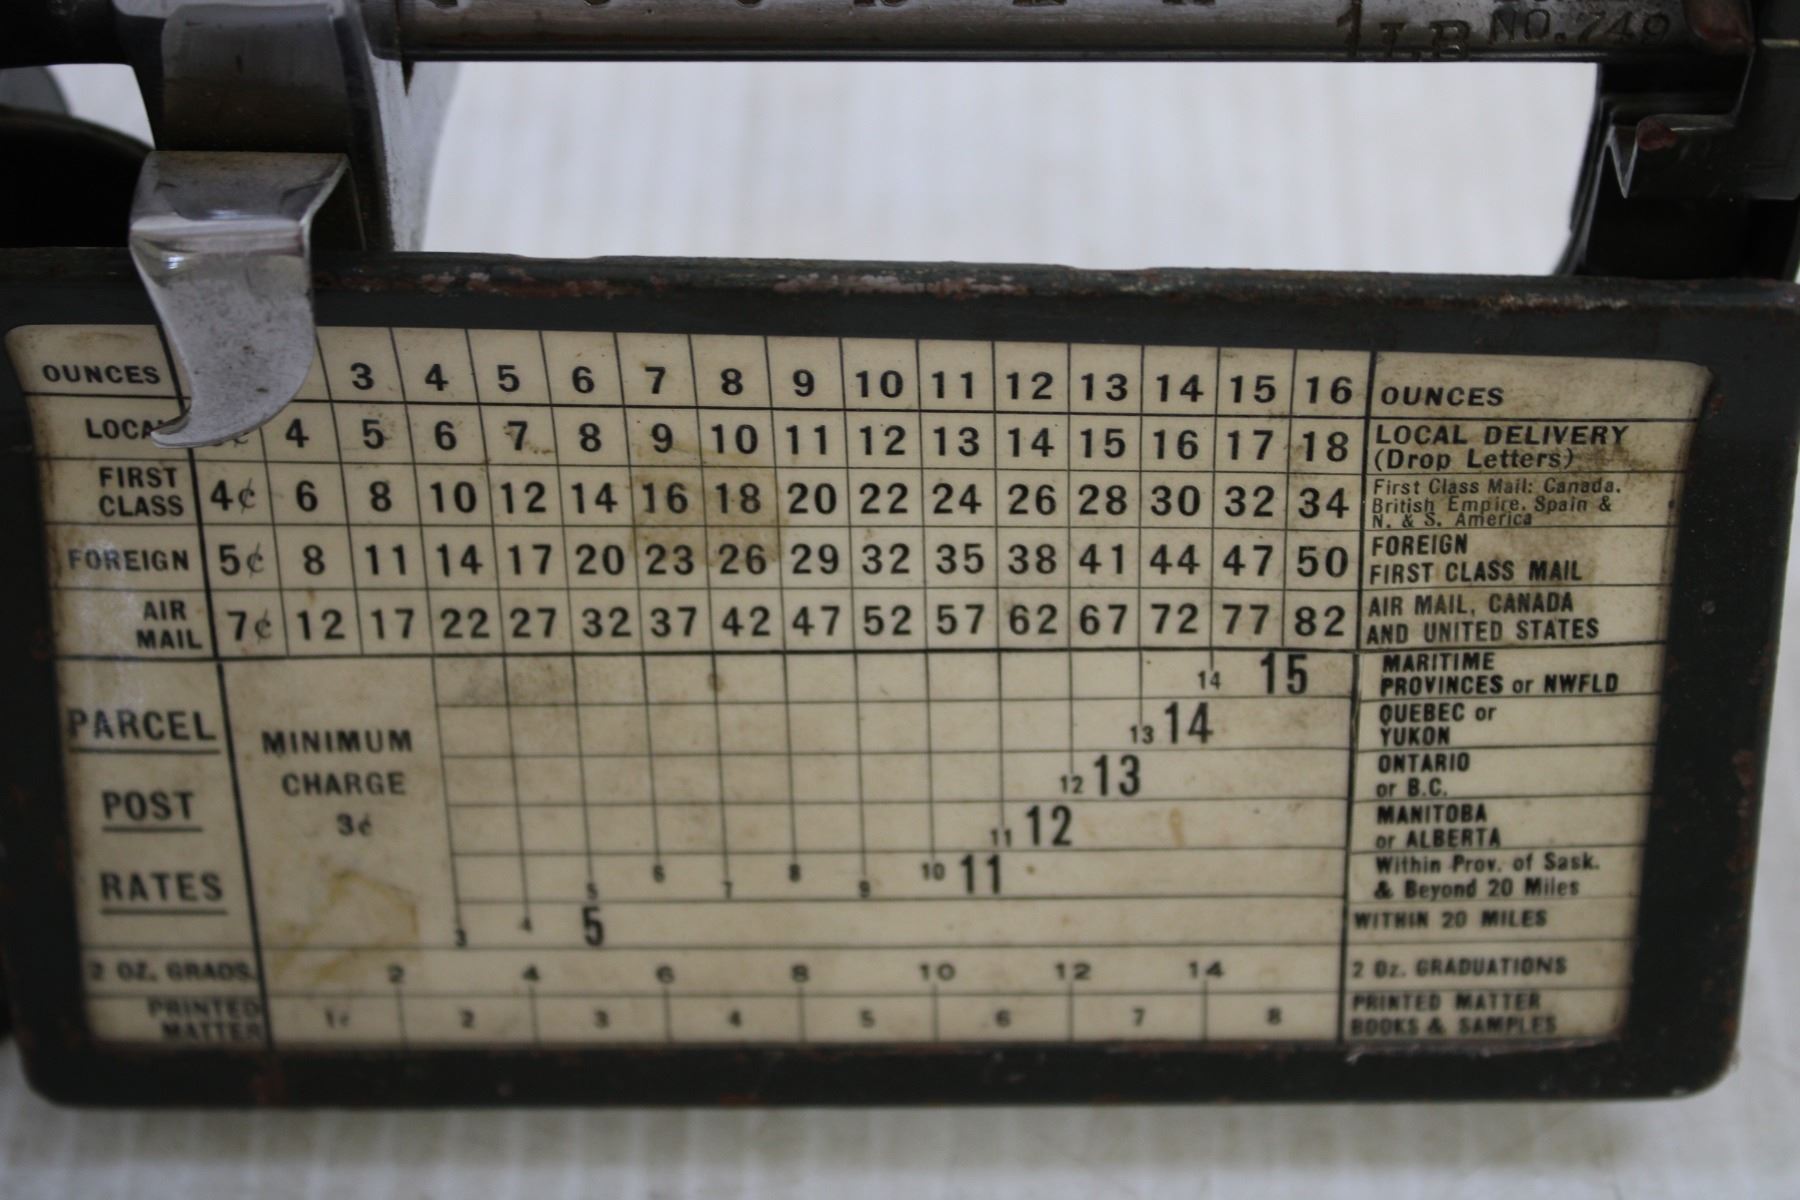 1 LB NO. 749
OUNCES 3 4 5 6 7 8 9 10 11 12 13 14 15 16 OUNCES
4 5 6 7 8 9 10 11 12 13 14 15 16 17 18 LOCAL DELIVERY
(Drop Letters)
FIRST
CLASS 4¢ 6 8 10 12 14 16 18 20 22 24 26 28 30 32 34 First Class Mail: Canada.
British Empire. Spain &
N. & S. America
FOREIGN 5¢ 8 11 14 17 20 23 26 29 32 35 38 41 44 47 50 FOREIGN
FIRST CLASS MAIL
AIR
MAIL 7¢ 12 17 22 27 32 37 42 47 52 57 62 67 72 77 82 AIR MAIL, CANADA
AND UNITED STATES
PARCEL
POST
RATES
MINIMUM
CHARGE
3¢
14 15 MARITIME
PROVINCES or NWFLD
13 14 QUEBEC or
YUKON
12 13 ONTARIO
or B.C.
11 12 MANITOBA
or ALBERTA
5 6 7 8 9 10 11 Within Prov. of Sask.
& Beyond 20 Miles
3 4 5 WITHIN 20 MILES
2 OZ. GRADS. 2 4 6 8 10 12 14 2 Oz. GRADUATIONS
PRINTED
MATTER 1¢ 2 3 4 5 6 7 8 PRINTED MATTER
BOOKS & SAMPLES